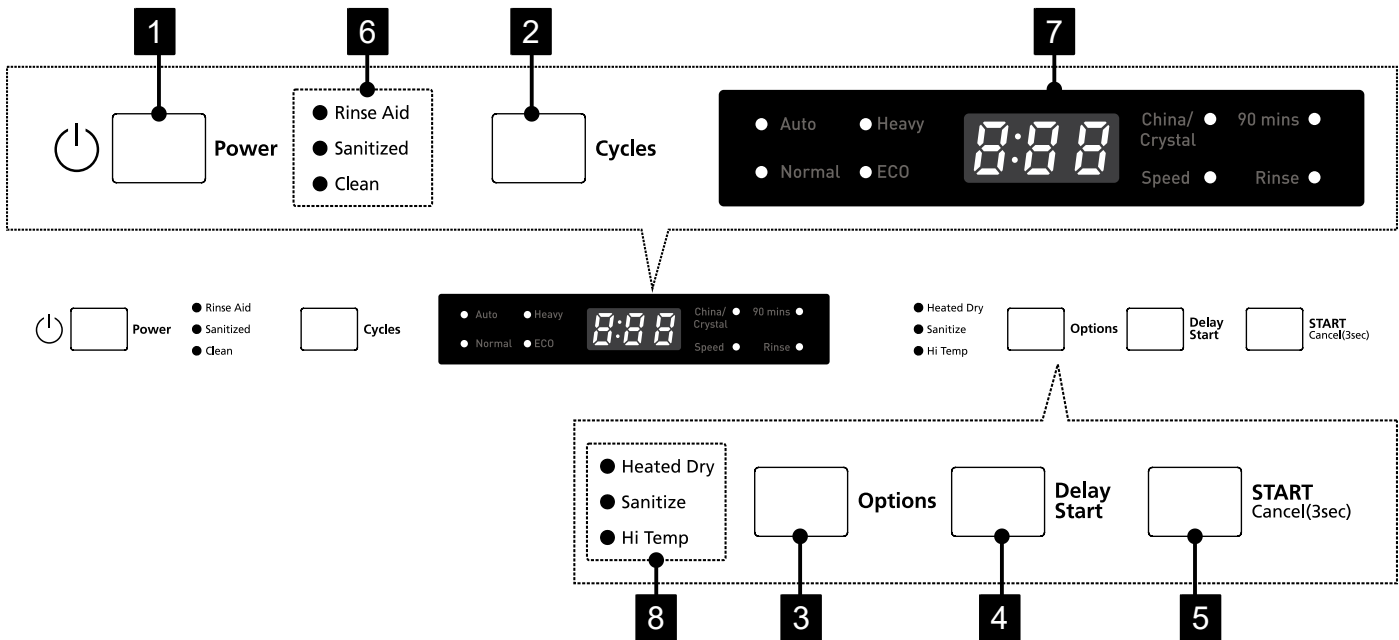 1
6
2
7
Power
Rinse Aid
Sanitized
Clean
Cycles
Auto
Heavy
Normal
ECO
8:88
China/
Crystal
90 mins
Speed
Rinse
Power
Rinse Aid
Sanitized
Clean
Cycles
Auto
Heavy
Normal
ECO
8:88
China/
Crystal
90 mins
Speed
Rinse
Heated Dry
Sanitize
Hi Temp
Options
Delay
Start
START
Cancel(3sec)
Heated Dry
Sanitize
Hi Temp
Options
Delay
Start
START
Cancel(3sec)
8
3
4
5